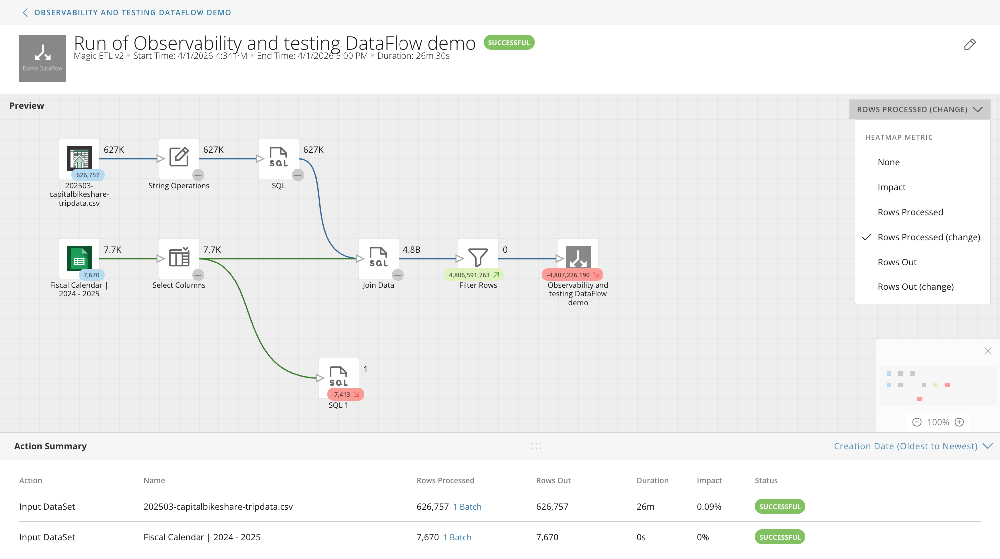 OBSERVABILITY AND TESTING DATAFLOW DEMO
Run of Observability and testing DataFlow demo
SUCCESSFUL
Magic ETL v2 • Start Time: 4/1/2026 4:34 PM • End Time: 4/1/2026 5:00 PM • Duration: 26m 30s
Domo DataFlow
Preview
ROWS PROCESSED (CHANGE)
HEATMAP METRIC
None
Impact
Rows Processed
Rows Processed (change)
Rows Out
Rows Out (change)
627K
627K
SQL
627K
626,757
202503-
capitalbikeshare-
tripdata.csv
String Operations
SQL
7.7K
7.7K
SQL
4.8B
0
7,670
4,806,591,763
-4,807,226,190
Fiscal Calendar |
2024 - 2025
Select Columns
Join Data
Filter Rows
Observability and
testing DataFlow
demo
SQL
1
-7,413
SQL 1
100%
Action Summary
Creation Date (Oldest to Newest)
Action Name Rows Processed Rows Out Duration Impact Status
Input DataSet 202503-capitalbikeshare-tripdata.csv 626,757 1 Batch 626,757 26m 0.09% SUCCESSFUL
Input DataSet Fiscal Calendar | 2024 - 2025 7,670 1 Batch 7,670 0s 0% SUCCESSFUL